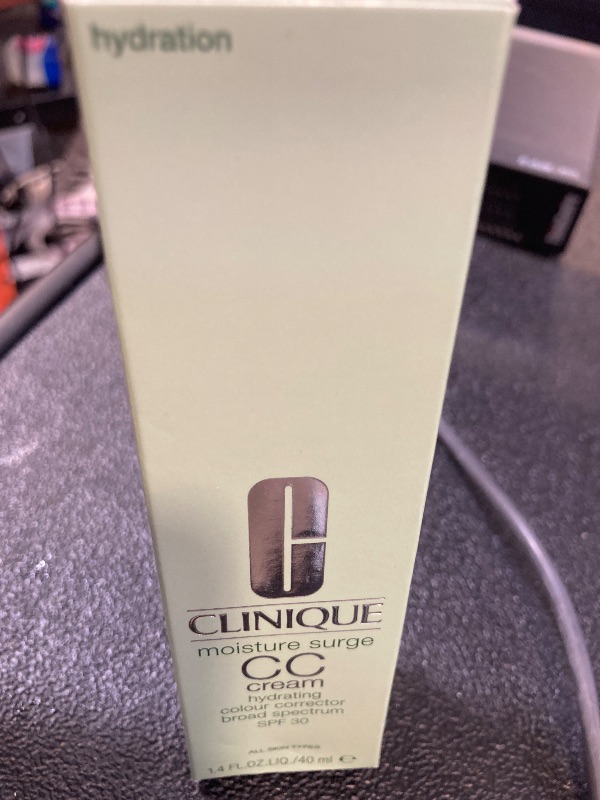 hydration
CLINIQUE
moisture surge
CC
cream
hydrating
colour corrector
broad spectrum
SPF 30
ALL SKIN TYPES
1.4 FL.OZ.LIQ./40 ml e